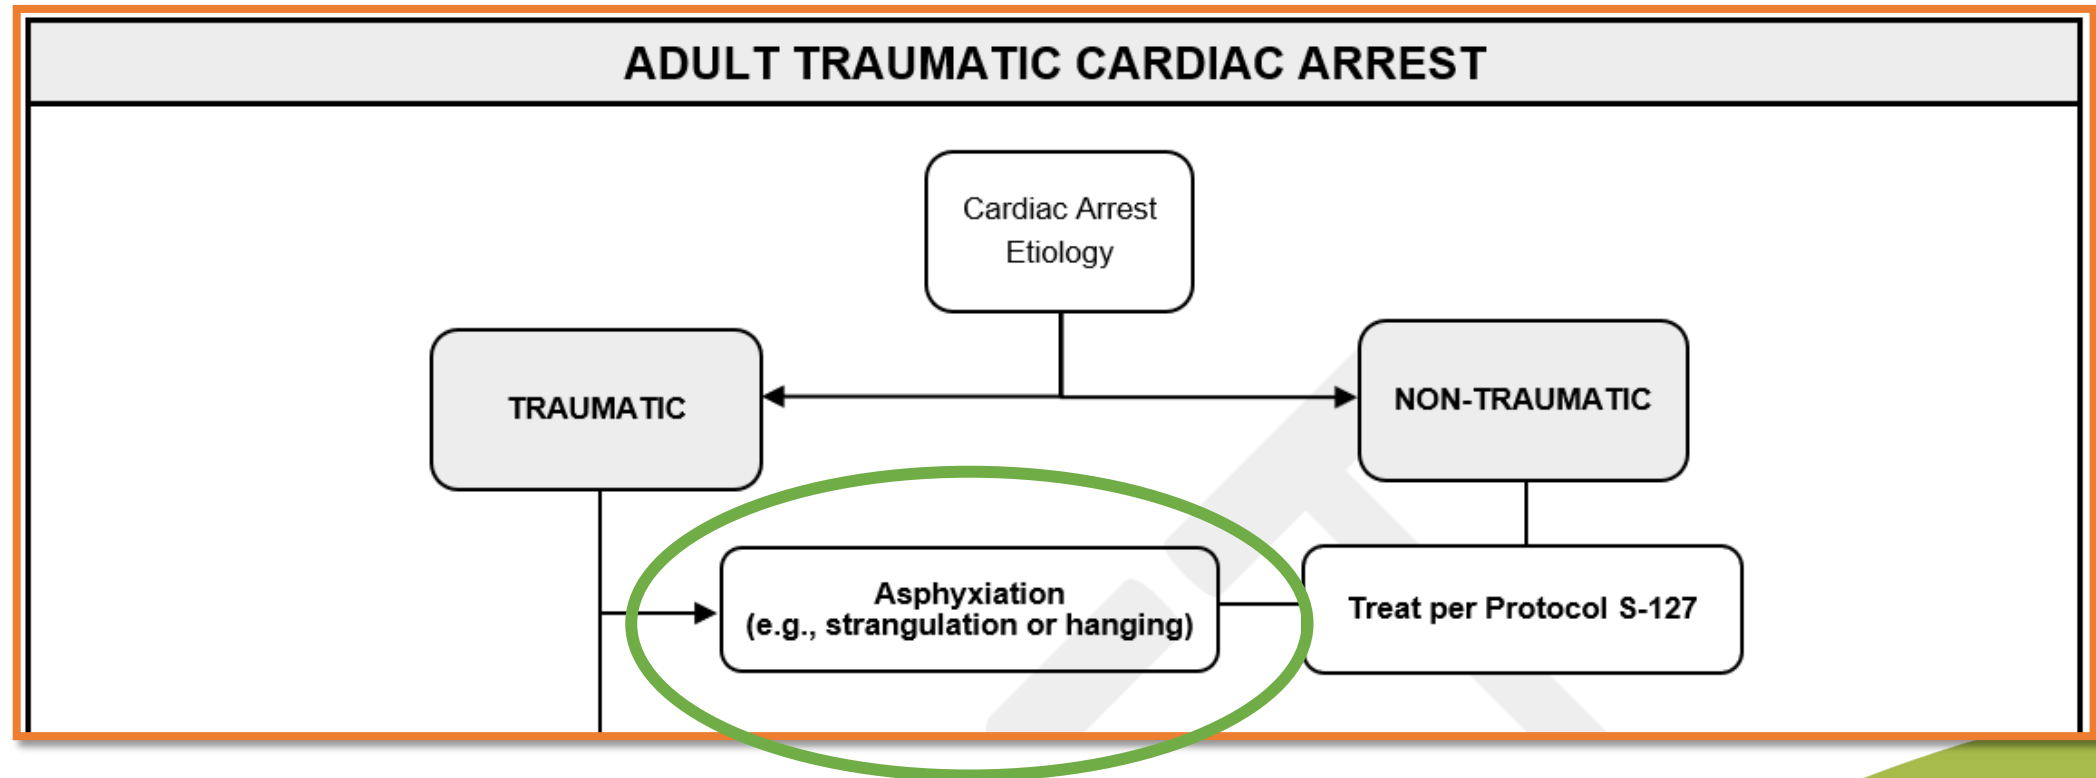 ADULT TRAUMATIC CARDIAC ARREST
Cardiac Arrest
Etiology
TRAUMATIC
NON-TRAUMATIC
Asphyxiation
(e.g., strangulation or hanging)
Treat per Protocol S-127